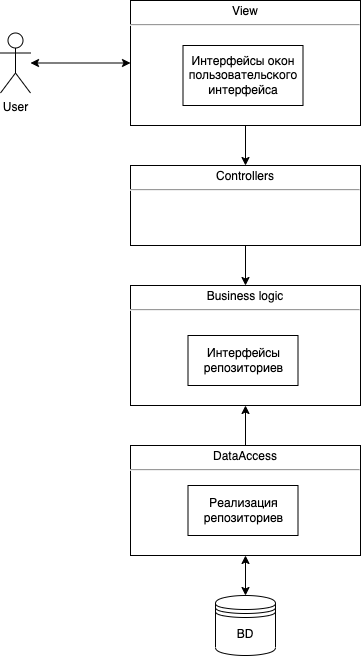 View
Интерфейсы окон
пользовательского
интерфейса
User
Controllers
Business logic
Интерфейсы
репозиториев
DataAccess
Реализация
репозиториев
BD